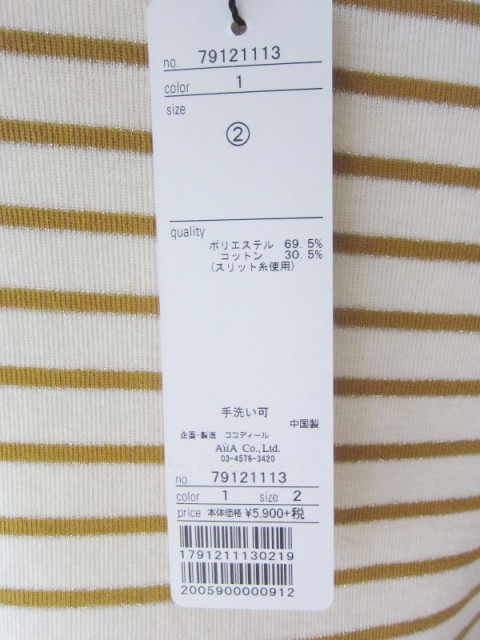 no. 79121113
color 1
size
②
quality
ポリエステル 69.5%
コットン 30.5%
(スリット糸使用)
手洗い可
中国製
企画・製造 ココディール
AiiA Co.,Ltd.
03-4578-3420
no. 79121113
color 1 size 2
price 本体価格 ¥5,900+税
1791211130219
2005900000912